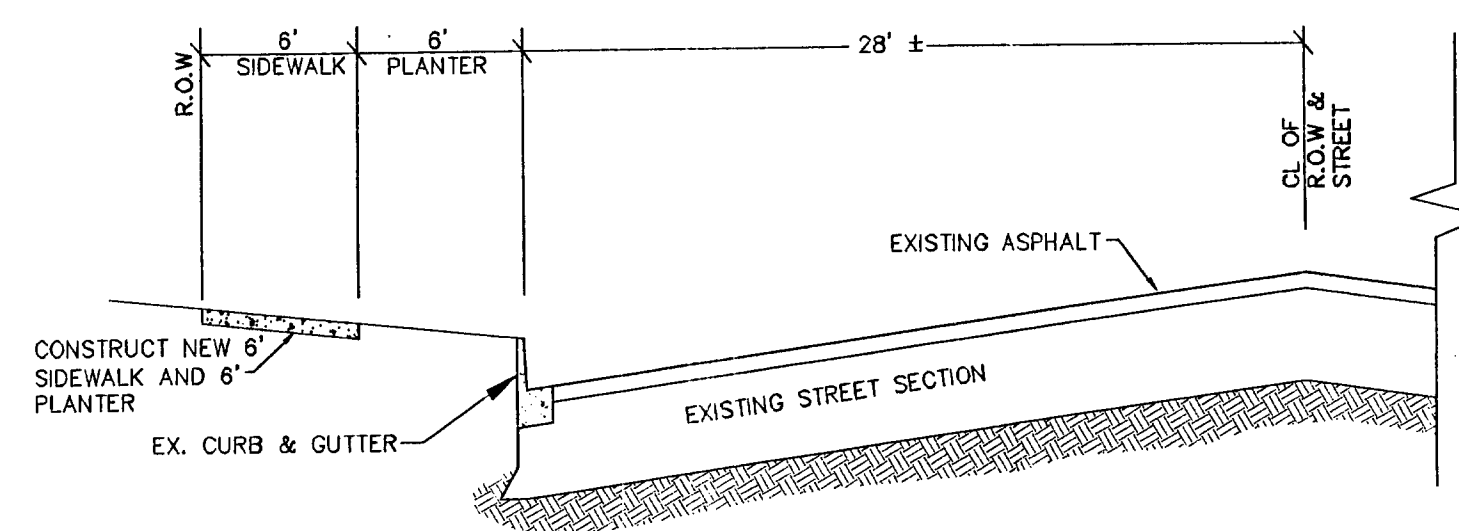 6'
SIDEWALK
6'
PLANTER
28' ±
R.O.W
CL OF
R.O.W &
STREET
EXISTING ASPHALT
CONSTRUCT NEW 6'
SIDEWALK AND 6'
PLANTER
EXISTING STREET SECTION
EX. CURB & GUTTER